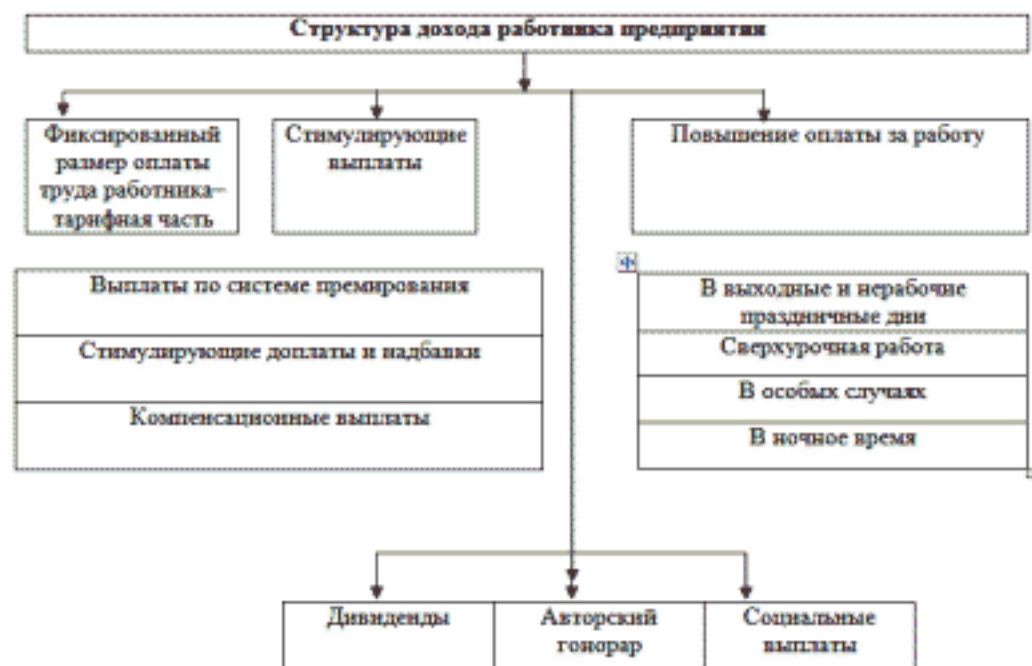 Структура дохода работника предприятия
Фиксированный
размер оплаты
труда работника–
тарифная часть
Стимулирующие
выплаты
Повышение оплаты за работу
Выплаты по системе премирования
Стимулирующие доплаты и надбавки
Компенсационные выплаты
В выходные и нерабочие
праздничные дни
Сверхурочная работа
В особых случаях
В ночное время
Дивиденды
Авторский
гонорар
Социальные
выплаты